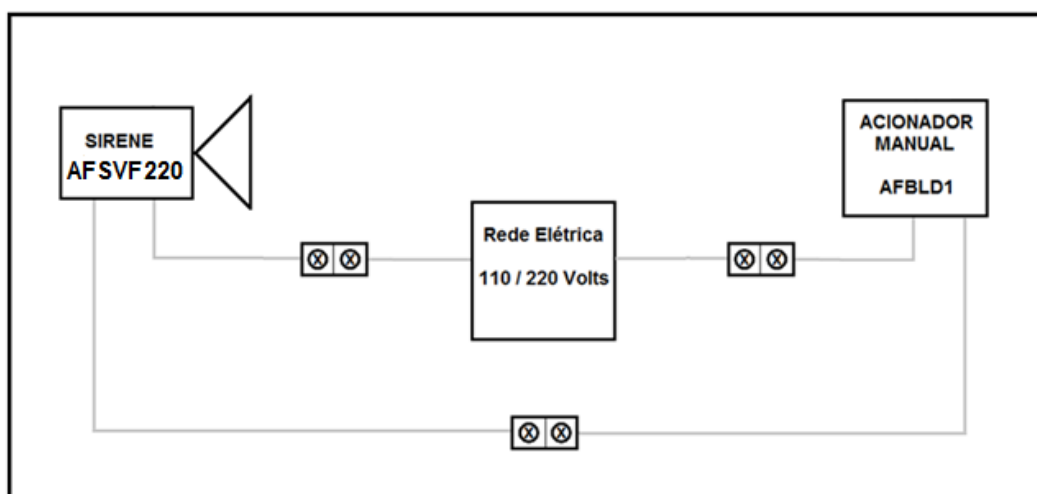 SIRENE
AFSVF220
ACIONADOR
MANUAL
AFBLD1
Rede Elétrica
110 / 220 Volts